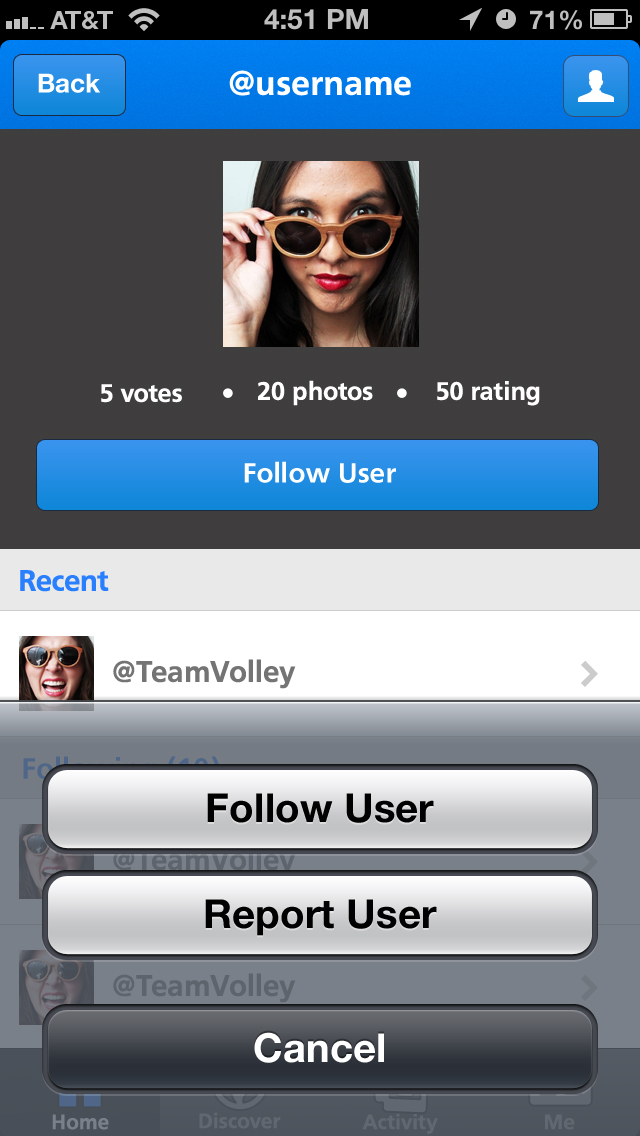 AT&T 4:51 PM 71%
Back @username
5 votes • 20 photos • 50 rating
Follow User
Recent
@TeamVolley
Following (10)
Follow User
@TeamVolley
Report User
@TeamVolley
Cancel
Home Discover Activity Me